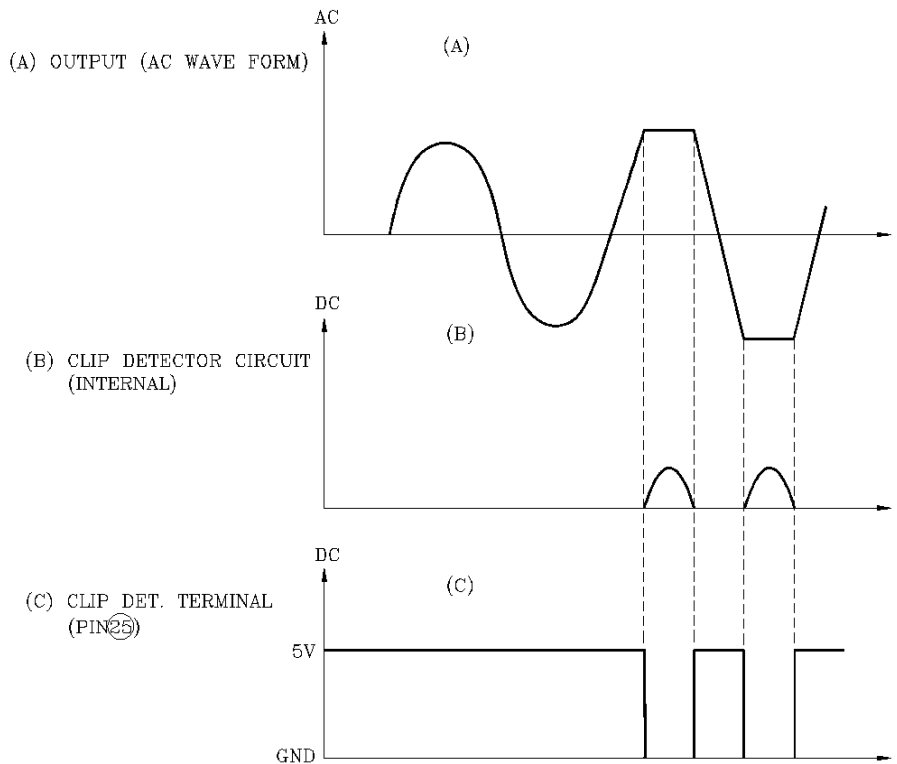 AC
(A) OUTPUT (AC WAVE FORM)
(A)
DC
(B)
(B) CLIP DETECTOR CIRCUIT
(INTERNAL)
DC
(C)
(C) CLIP DET. TERMINAL
(PIN25)
5V
GND